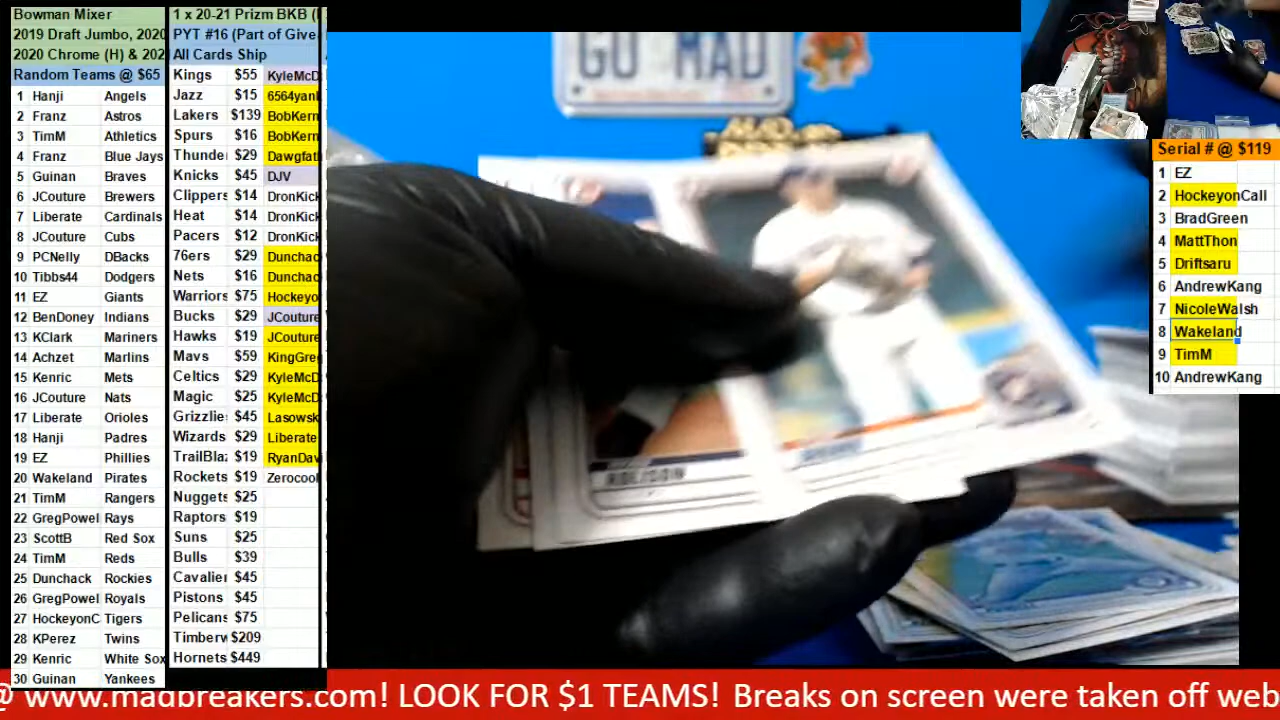 Bowman Mixer
2019 Draft Jumbo, 2020
2020 Chrome (H) & 202
Random Teams @ $65
1 Hanji Angels
2 Franz Astros
3 TimM Athletics
4 Franz Blue Jays
5 Guinan Braves
6 JCouture Brewers
7 Liberate Cardinals
8 JCouture Cubs
9 PCNelly DBacks
10 Tibbs44 Dodgers
11 EZ Giants
12 BenDoney Indians
13 KClark Mariners
14 Achzet Marlins
15 Kenric Mets
16 JCouture Nats
17 Liberate Orioles
18 Hanji Padres
19 EZ Phillies
20 Wakeland Pirates
21 TimM Rangers
22 GregPowel Rays
23 ScottB Red Sox
24 TimM Reds
25 Dunchack Rockies
26 GregPowel Royals
27 HockeyonC Tigers
28 KPerez Twins
29 Kenric White Sox
30 Guinan Yankees
1 x 20-21 Prizm BKB (
PYT #16 (Part of Give
All Cards Ship
Kings $55 KyleMcD
Jazz $15 6564yan
Lakers $139 BobKern
Spurs $16 BobKern
Thunde $29 Dawgfat
Knicks $45 DJV
Clippers $14 DronKick
Heat $14 DronKick
Pacers $12 DronKick
76ers $29 Dunchac
Nets $16 Dunchac
Warriors $75 Hockeyo
Bucks $29 JCouture
Hawks $19 JCouture
Mavs $59 KingGre
Celtics $29 KyleMcD
Magic $25 KyleMcD
Grizzlie $45 Lasowsk
Wizards $29 Liberate
TrailBlaz $19 RyanDav
Rockets $19 Zerocool
Nuggets $25
Raptors $19
Suns $25
Bulls $39
Cavalier $45
Pistons $45
Pelicans $75
Timberw $209
Hornets $449
GO MAD
ROLISON
Serial # @ $119
1 EZ
2 HockeyonCall
3 BradGreen
4 MattThon
5 Driftsaru
6 AndrewKang
7 NicoleWalsh
8 Wakeland
9 TimM
10 AndrewKang
@ www.madbreakers.com! LOOK FOR $1 TEAMS! Breaks on screen were taken off web